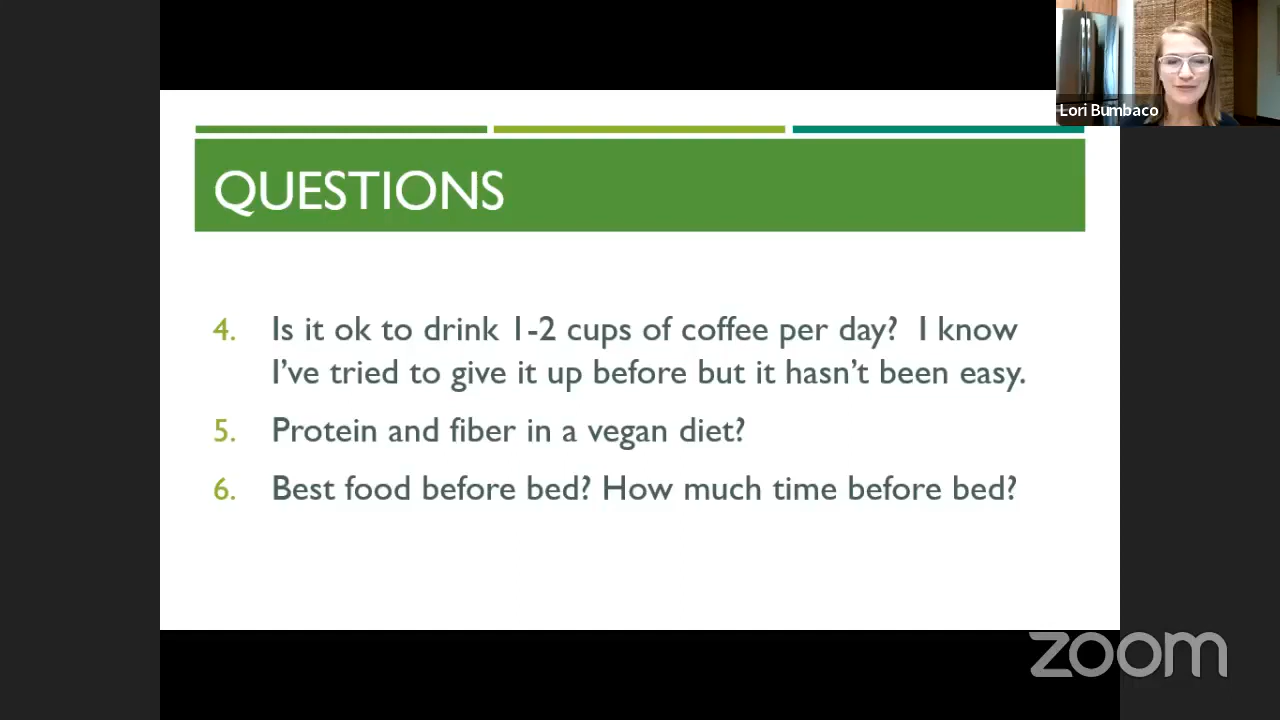 Lori Bumbaco
QUESTIONS
4. Is it ok to drink 1-2 cups of coffee per day? I know
I've tried to give it up before but it hasn't been easy.
5. Protein and fiber in a vegan diet?
6. Best food before bed? How much time before bed?
zoom